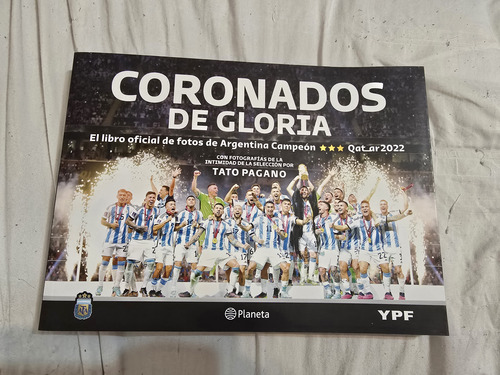 CORONADOS
DE GLORIA
El libro oficial de fotos de Argentina Campeón ★★★ Qatar2022
CON FOTOGRAFÍAS DE LA
INTIMIDAD DE LA SELECCIÓN POR
TATO PAGANO
Planeta
YPF